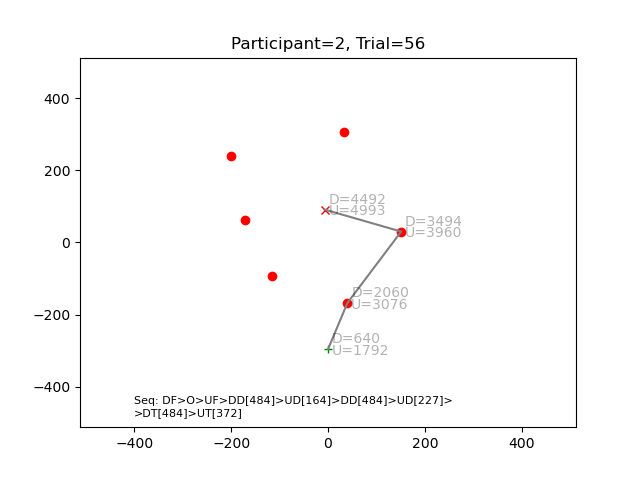 Participant=2, Trial=56
400
200
0
−200
−400
D=4492
U=4993
D=3494
U=3960
D=2060
U=3076
D=640
U=1792
Seq: DF>O>UF>DD[484]>UD[164]>DD[484]>UD[227]>
>DT[484]>UT[372]
−400 −200 0 200 400